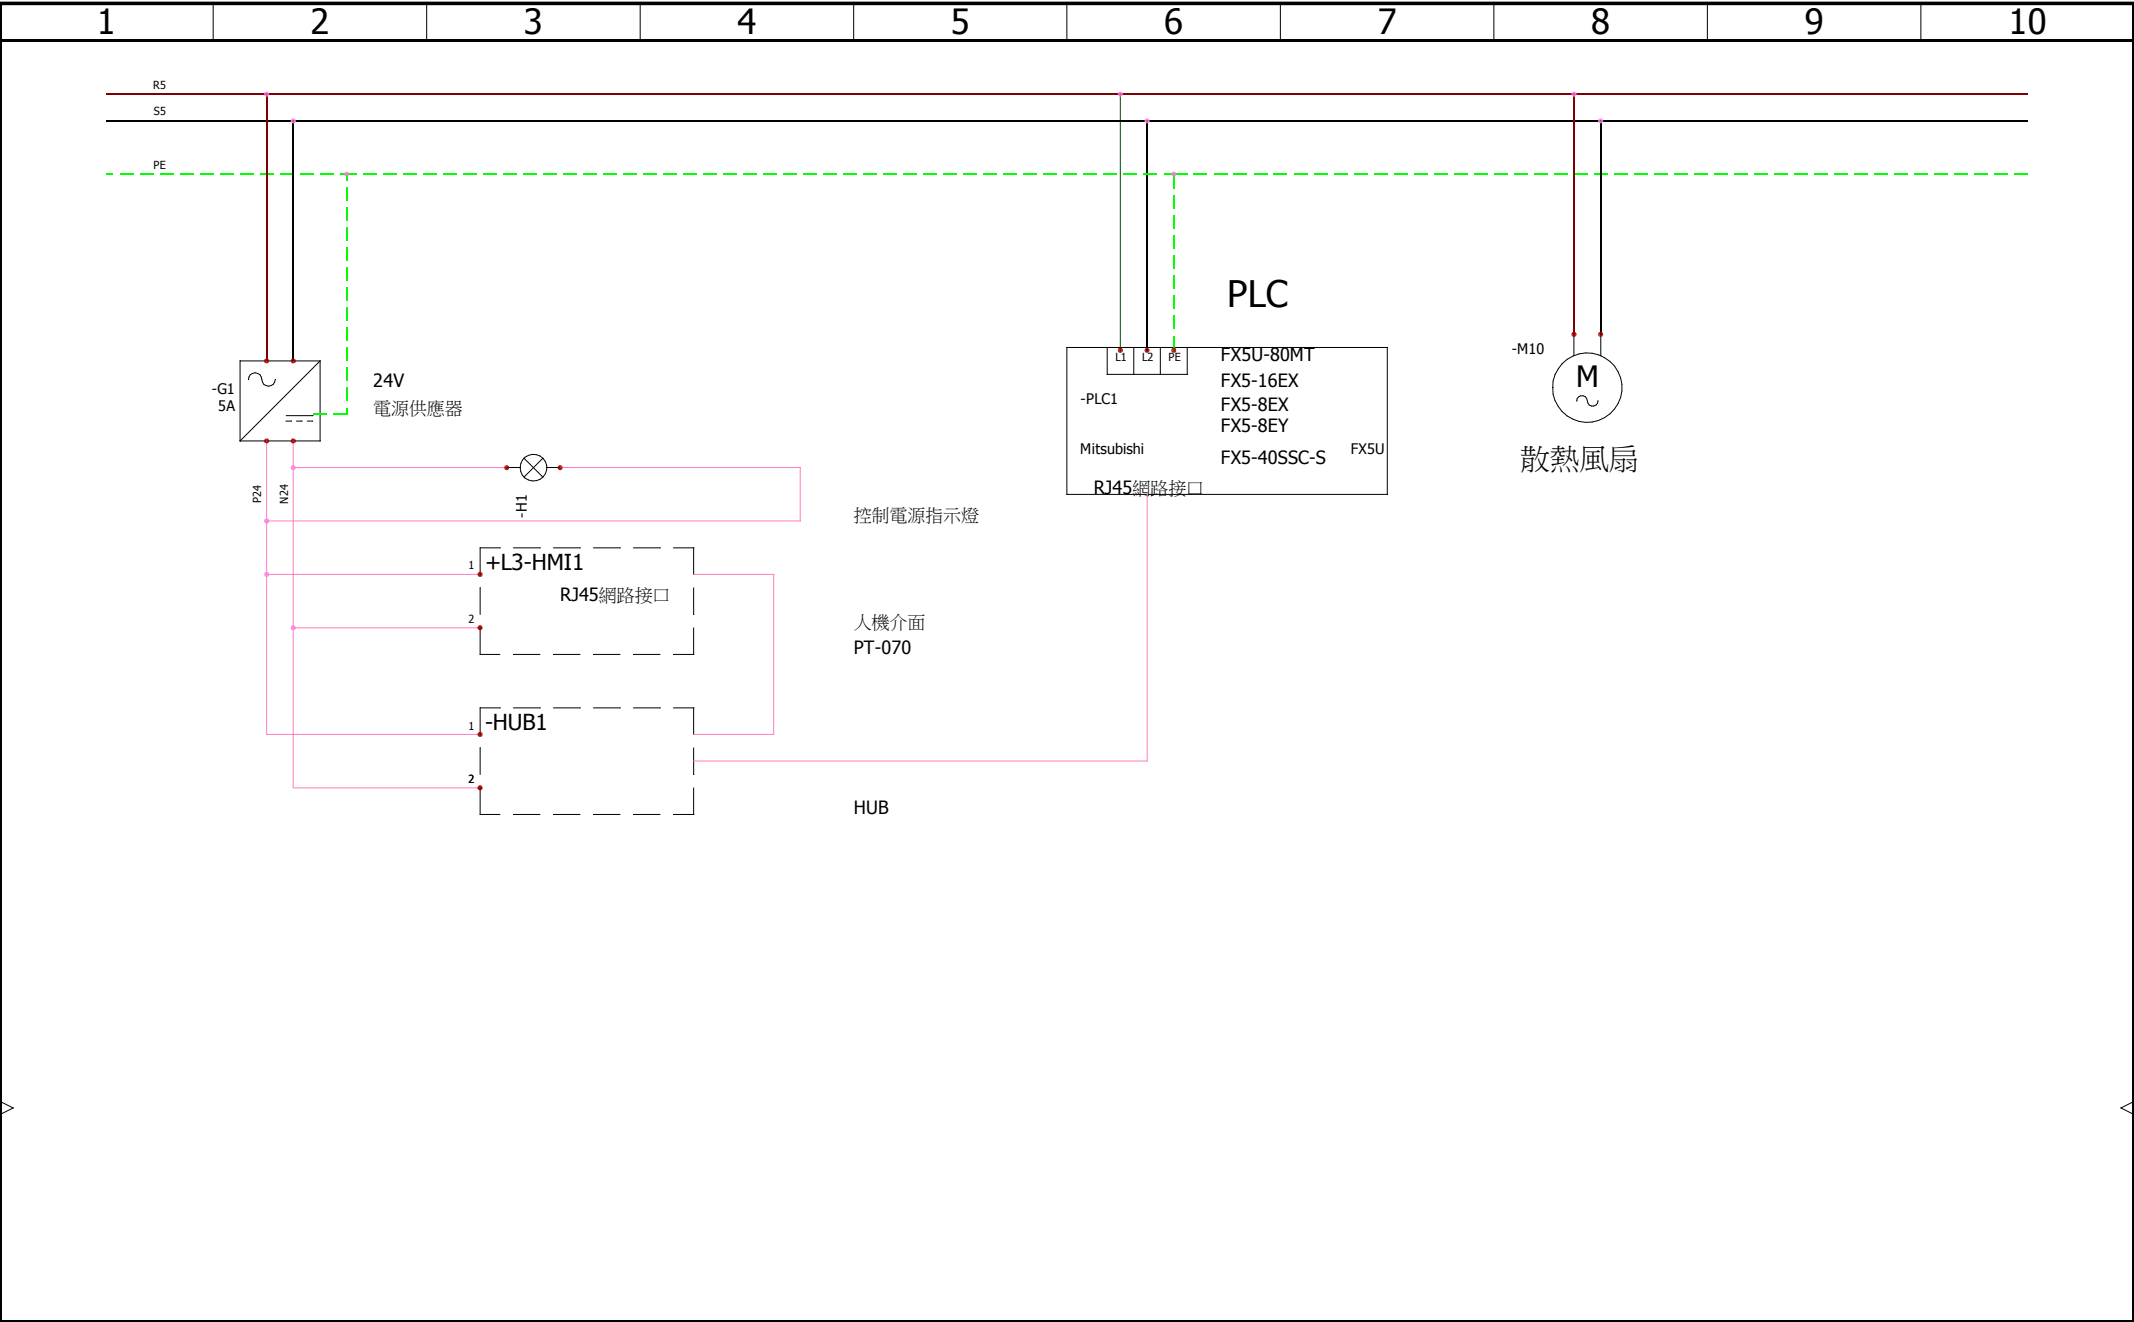 1 2 3 4 5 6 7 8 9 10
R5
S5
PE
PLC
L1 L2 PE
-PLC1
Mitsubishi
FX5U-80MT
FX5-16EX
FX5-8EX
FX5-8EY
FX5-40SSC-S
FX5U
RJ45網路接口
-M10
M
散熱風扇
-G1
5A
24V
電源供應器
P24
N24
-H1
控制電源指示燈
1
+L3-HMI1
RJ45網路接口
2
人機介面
PT-070
1
-HUB1
2
HUB